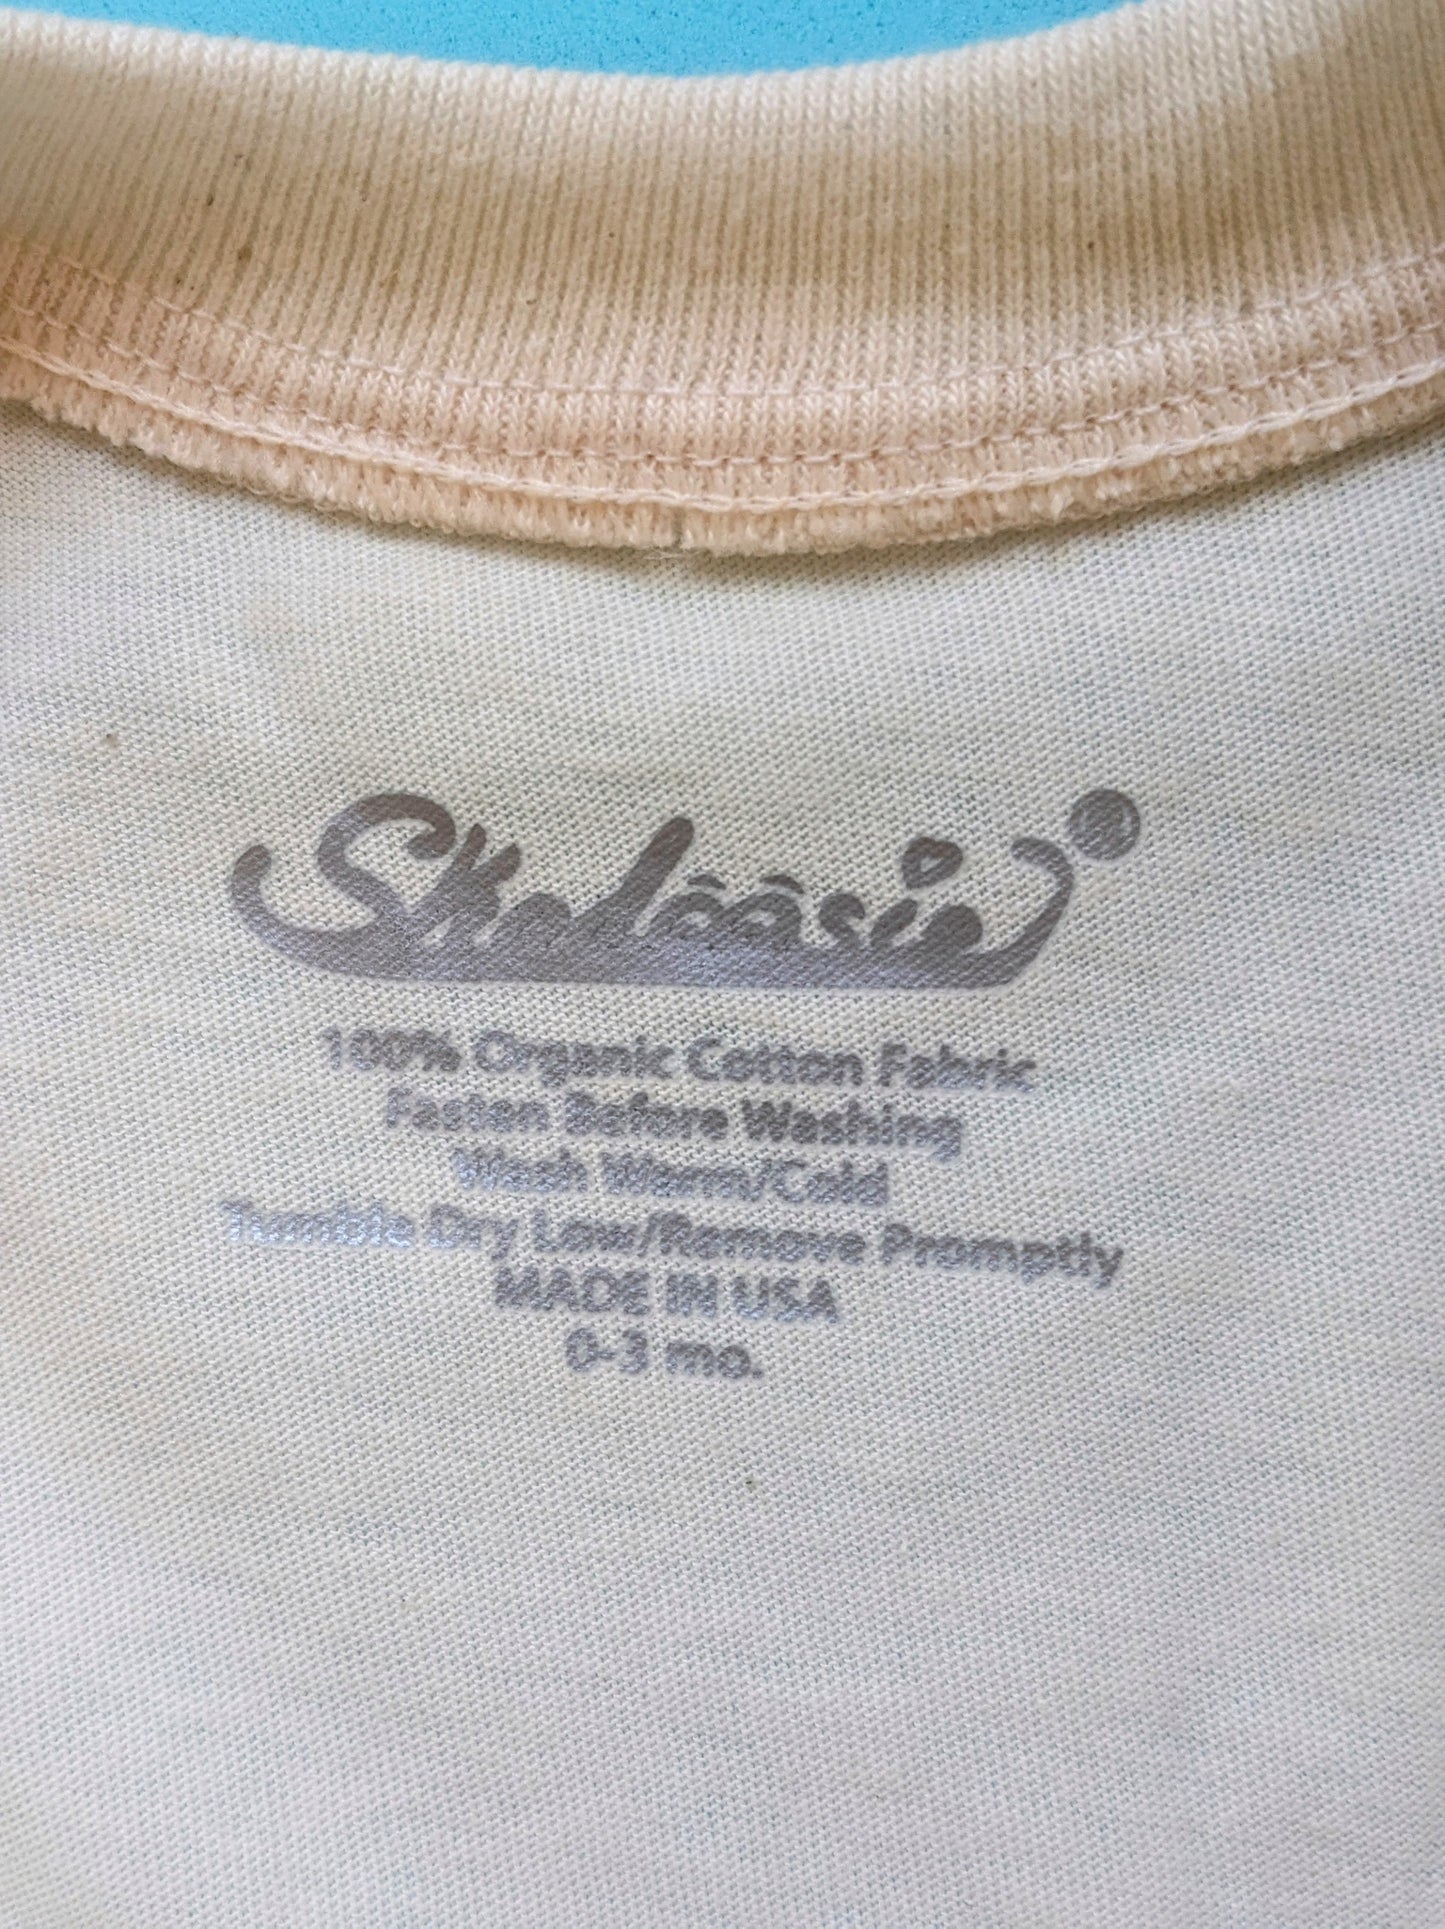 100% Organic Cotton Fabric
Fasten Before Washing
Wash Warm/Cold
Tumble Dry Low/Remove Promptly
MADE IN USA
0-3 mo.